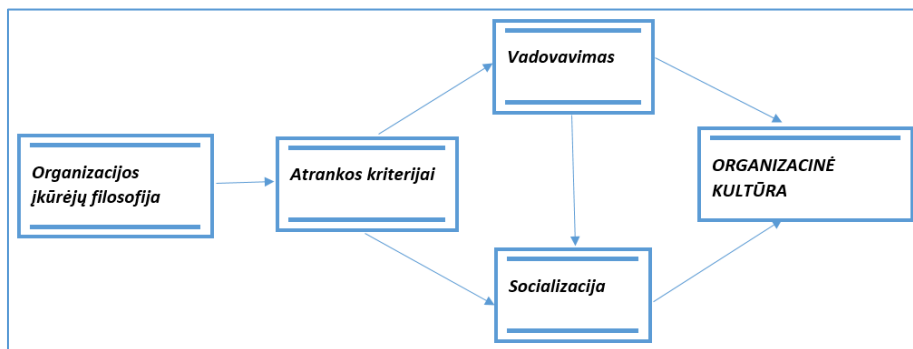 Vadovavimas
Organizacijos
įkūrėjų filosofija
Atrankos kriterijai
ORGANIZACINĖ
KULTŪRA
Socializacija